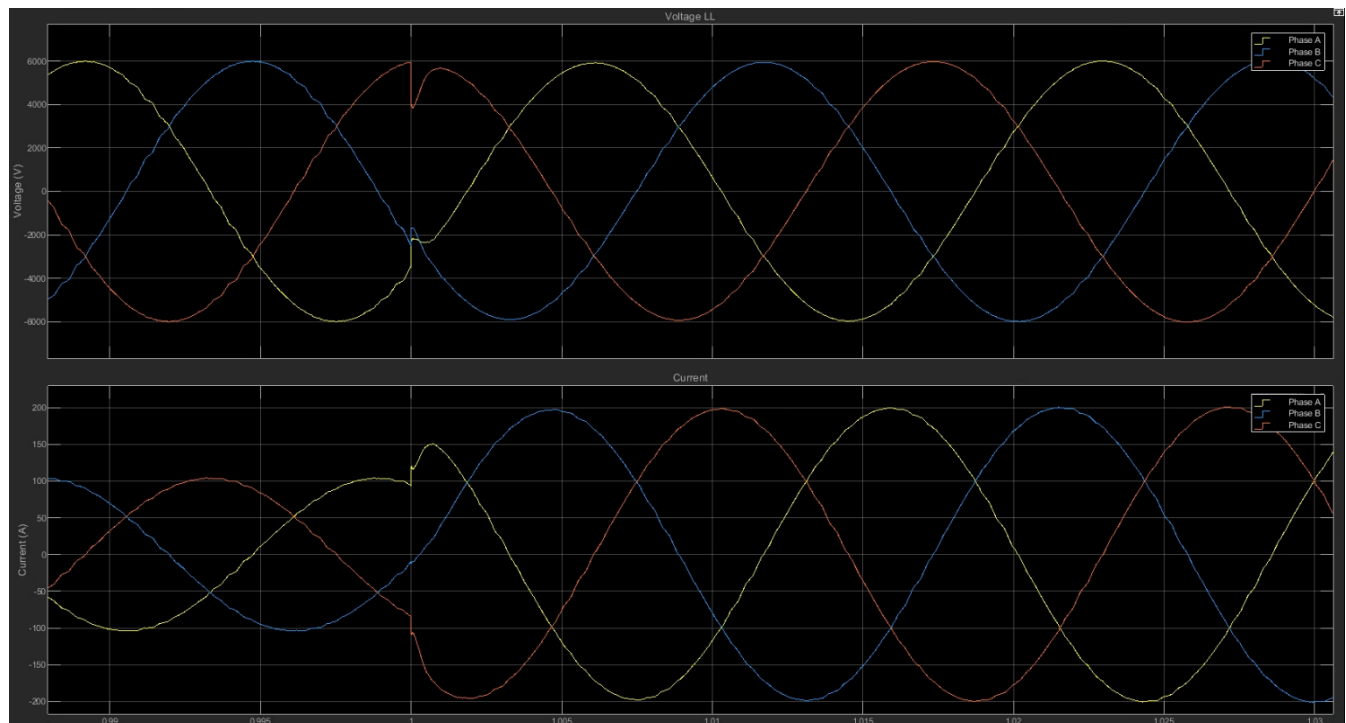 Voltage LL
Phase A
Phase B
Phase C
6000
4000
2000
0
-2000
-4000
-6000
Voltage (V)
Current
Phase A
Phase B
Phase C
200
150
100
50
0
-50
-100
-150
-200
Current (A)
0.99 0.995 1 1.005 1.01 1.015 1.02 1.025 1.03